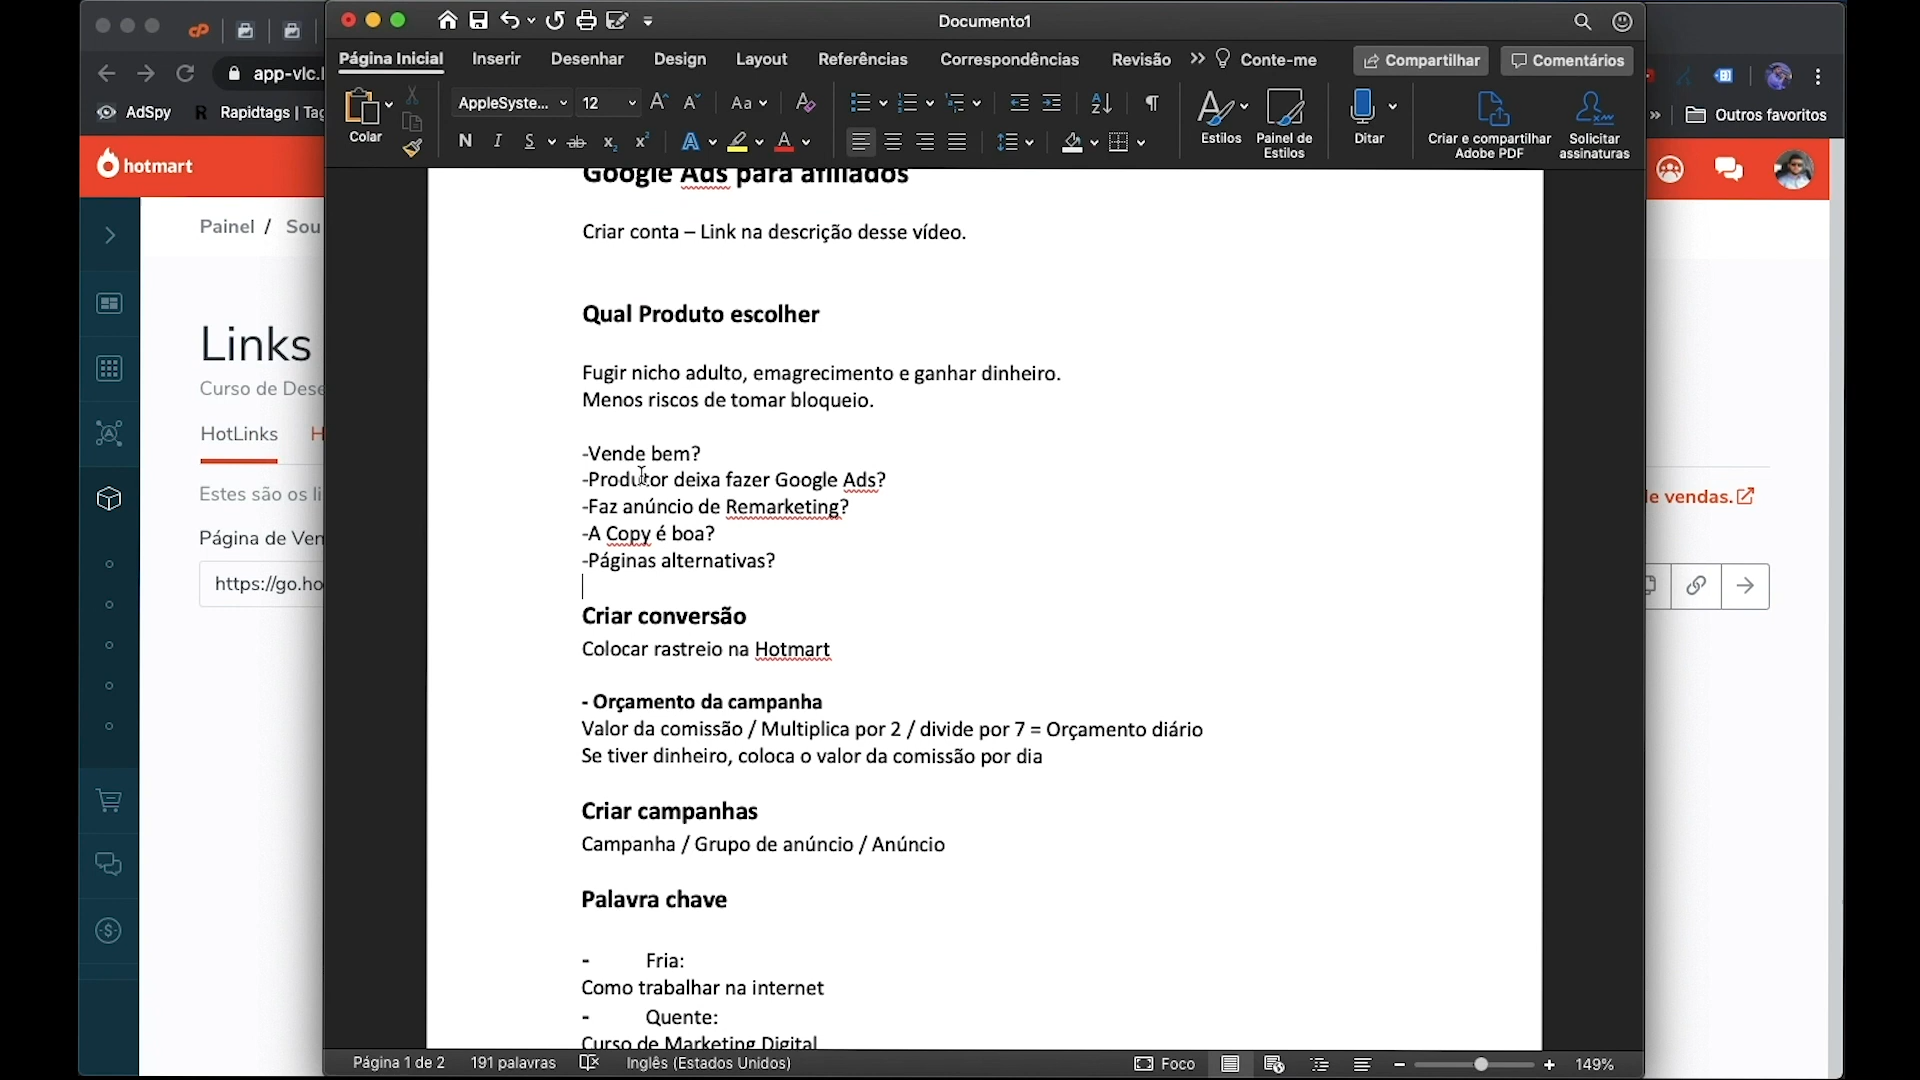 Documento1
Página Inicial Inserir Desenhar Design Layout Referências Correspondências Revisão Conte-me Compartilhar Comentários
app-vlc.l
AdSpy R Rapidtags | Tag
Outros favoritos
Colar
AppleSyste... 12
Estilos
Painel de
Estilos
Ditar
Criar e compartilhar
Adobe PDF
Solicitar
assinaturas
hotmart
Painel / Sou
Links
Curso de Dese
HotLinks H
Estes são os li
Página de Ven
https://go.ho
le vendas.
Google Ads para afiliados
Criar conta – Link na descrição desse vídeo.
Qual Produto escolher
Fugir nicho adulto, emagrecimento e ganhar dinheiro.
Menos riscos de tomar bloqueio.
-Vende bem?
-Produtor deixa fazer Google Ads?
-Faz anúncio de Remarketing?
-A Copy é boa?
-Páginas alternativas?
Criar conversão
Colocar rastreio na Hotmart
- Orçamento da campanha
Valor da comissão / Multiplica por 2 / divide por 7 = Orçamento diário
Se tiver dinheiro, coloca o valor da comissão por dia
Criar campanhas
Campanha / Grupo de anúncio / Anúncio
Palavra chave
- Fria:
Como trabalhar na internet
- Quente:
Curso de Marketing Digital
Página 1 de 2 191 palavras Inglês (Estados Unidos) Foco 149%